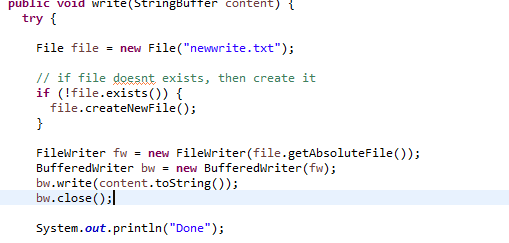 public void write(StringBuffer content) {
try {
File file = new File("newwrite.txt");
// if file doesnt exists, then create it
if (!file.exists()) {
file.createNewFile();
}
FileWriter fw = new FileWriter(file.getAbsoluteFile());
BufferedWriter bw = new BufferedWriter(fw);
bw.write(content.toString());
bw.close();
System.out.println("Done");